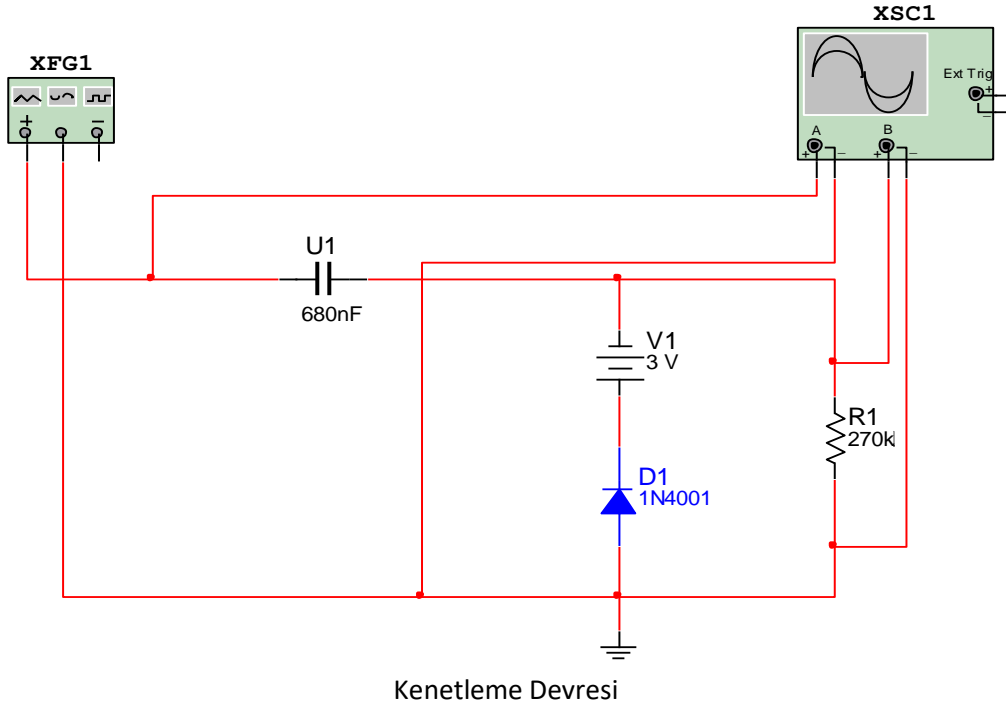 XSC1
XFG1
Ext Trig
+
−
A
B
+
−
+
−
+
−
U1
680nF
V1
3 V
R1
270k
D1
1N4001
Kenetleme Devresi